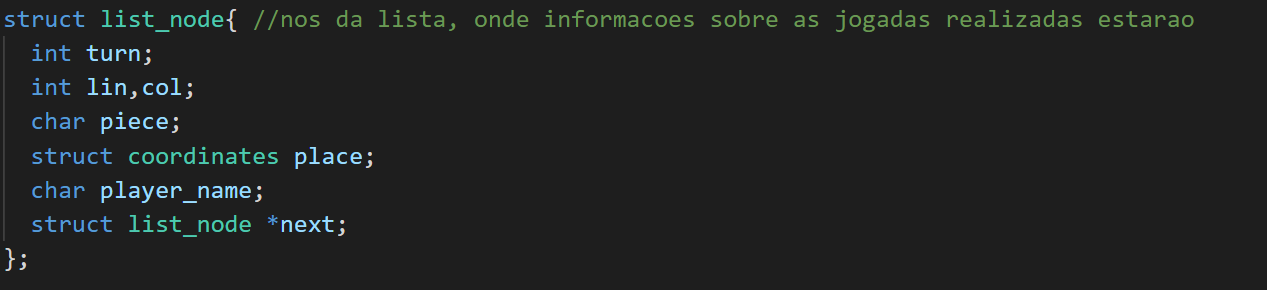 struct list_node{ //nos da lista, onde informacoes sobre as jogadas realizadas estarao
int turn;
int lin,col;
char piece;
struct coordinates place;
char player_name;
struct list_node *next;
};